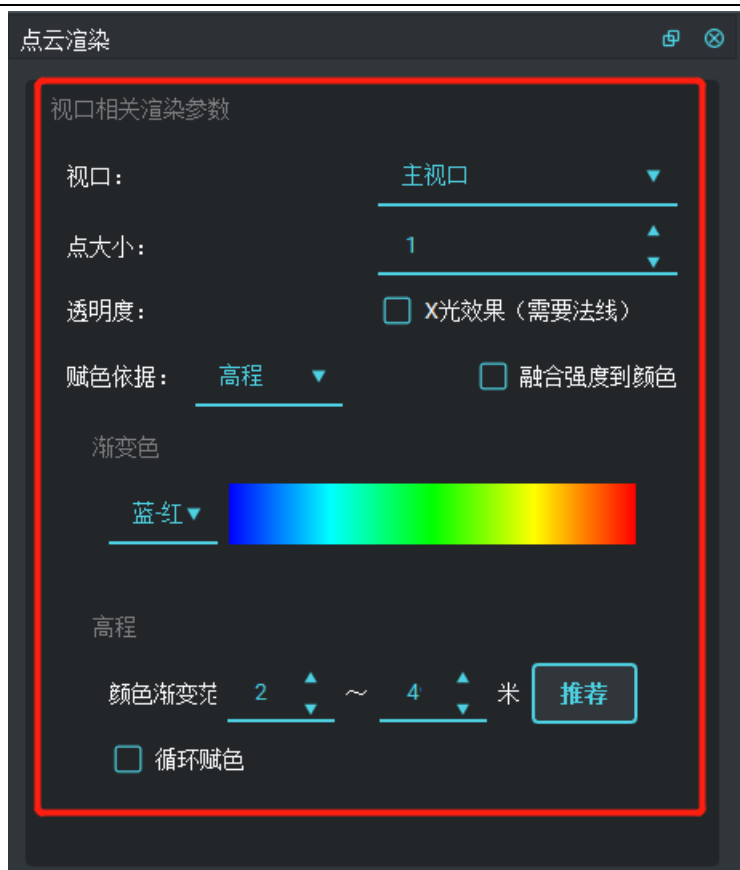 点云渲染
视口相关渲染参数
视口： 主视口
点大小： 1
透明度： X光效果（需要法线）
赋色依据： 高程 融合强度到颜色
渐变色
蓝-红
高程
颜色渐变范 2 ～ 4 米 推荐
循环赋色